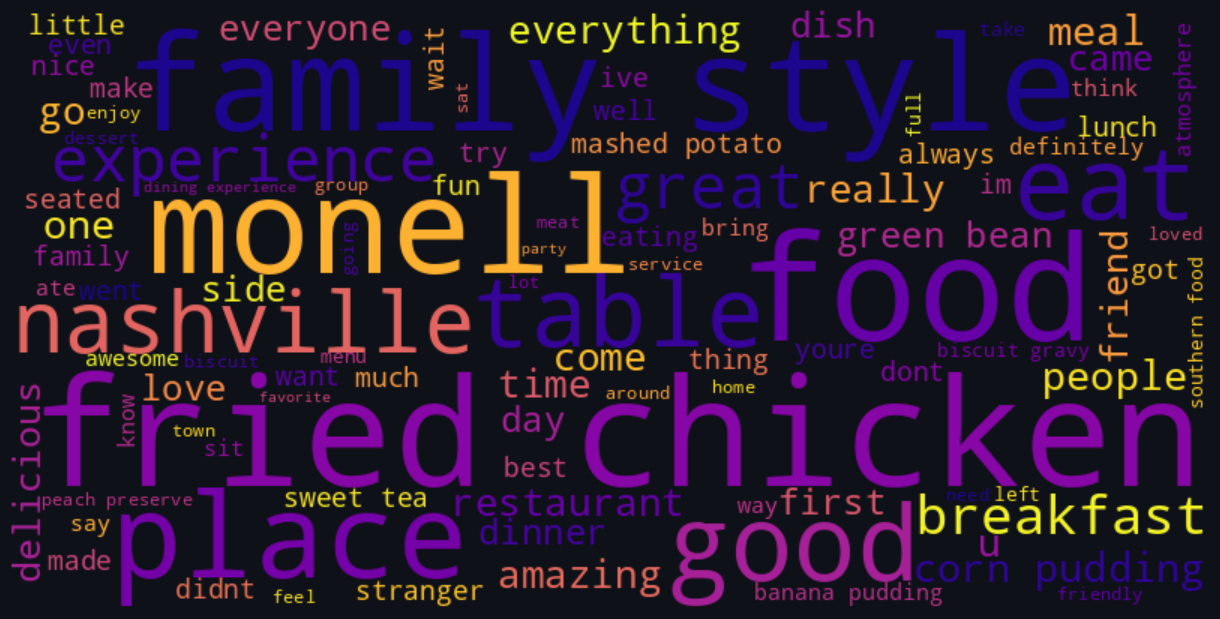 little
everyone
everything
dish
take
meal
even
family style
nice
wait
ive
came
atmosphere
make
sat
well
think
go
enjoy
full
lunch
dessert
mashed potato
always
definitely
experience
try
dining experience
group
fun
great
really
im
eat
seated
monell
one
meat
bring
green bean
loved
family
going
party
eating
food
friend
service
got
ate
went
side
lot
table
southern food
nashville
awesome
biscuit
menu
come
thing
youre
biscuit gravy
want
much
dont
people
love
time
around
home
favorite
delicious
fried chicken
know
town
sit
day
best
peach preserve
sweet tea
restaurant
way
first
need
left
breakfast
say
place
dinner
good
u
made
amazing
corn pudding
didnt
feel
stranger
banana pudding
friendly